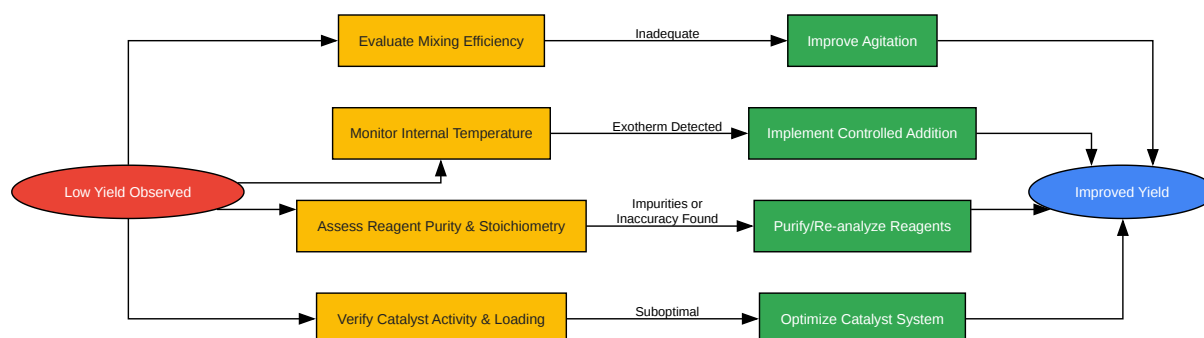 Evaluate Mixing Efficiency
Inadequate
Improve Agitation
Monitor Internal Temperature
Exotherm Detected
Implement Controlled Addition
Low Yield Observed
Improved Yield
Assess Reagent Purity & Stoichiometry
Impurities or
Inaccuracy Found
Purify/Re-analyze Reagents
Verify Catalyst Activity & Loading
Suboptimal
Optimize Catalyst System